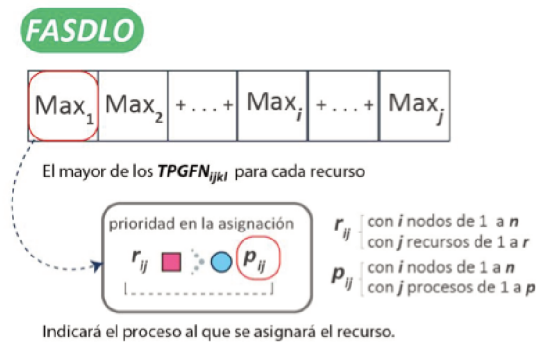 FASDLO
Max1 Max2 + . . . + Maxi + . . . + Maxj
El mayor de los TPGFNijkl para cada recurso
prioridad en la asignación
rij pij
rij con i nodos de 1 a n
con j recursos de 1 a r
pij con i nodos de 1 a n
con j procesos de 1 a p
Indicará el proceso al que se asignará el recurso.